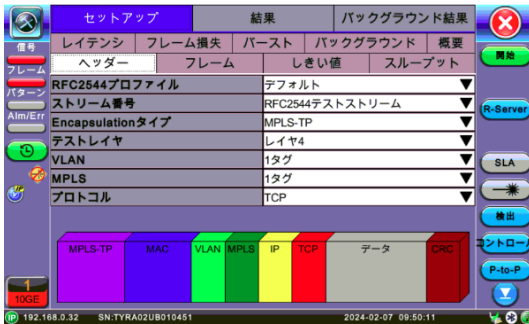 セットアップ 結果 バックグラウンド結果
レイテンシ フレーム損失 バースト バックグラウンド 概要
ヘッダー フレーム しきい値 スループット
信号
フレーム
パターン
Alm/Err
RFC2544プロファイル デフォルト
ストリーム番号 RFC2544テストストリーム
Encapsulationタイプ MPLS-TP
テストレイヤ レイヤ4
VLAN 1タグ
MPLS 1タグ
プロトコル TCP
MPLS-TP MAC VLAN MPLS IP TCP データ CRC
開始
R-Server
SLA
検出
コントロール
P-to-P
1
10GE
IP 192.168.0.32 SN:TYRA02UB010451 2024-02-07 09:50:11